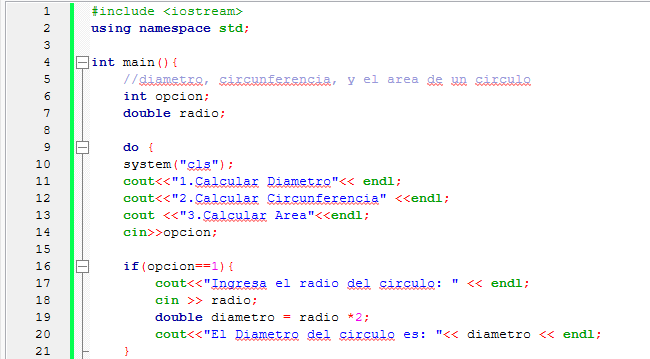 1 #include <iostream>
2 using namespace std;
3
4 int main(){
5 //diametro, circunferencia, y el area de un circulo
6 int opcion;
7 double radio;
8
9 do {
10 system("cls");
11 cout<<"1.Calcular Diametro"<< endl;
12 cout<<"2.Calcular Circunferencia" <<endl;
13 cout <<"3.Calcular Area"<<endl;
14 cin>>opcion;
15
16 if(opcion==1){
17 cout<<"Ingresa el radio del circulo: " << endl;
18 cin >> radio;
19 double diametro = radio *2;
20 cout<<"El Diametro del circulo es: "<< diametro << endl;
21 }